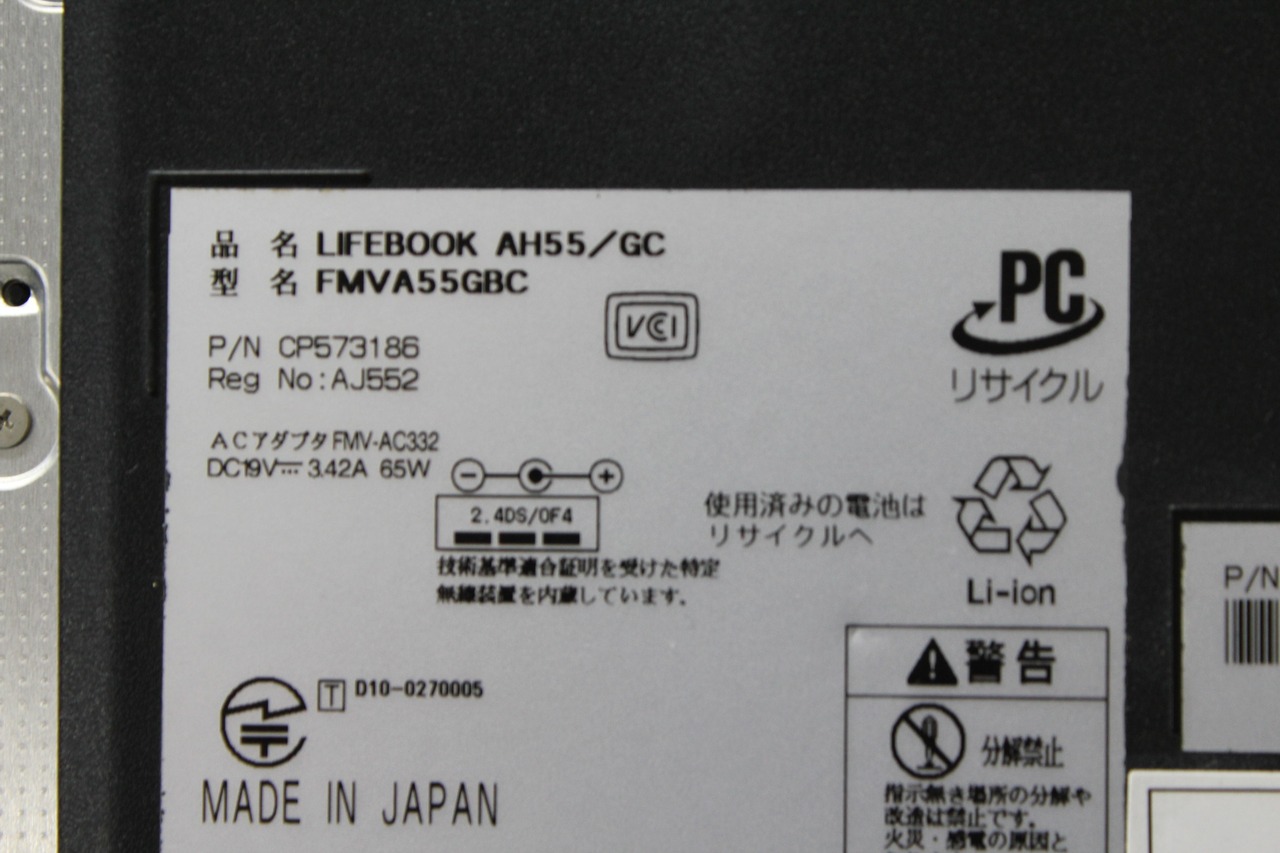 品 名 LIFEBOOK AH55/GC
型 名 FMVA55GBC
VCCI
PC
リサイクル
P/N CP573186
Reg No:AJ552
ACアダプタ FMV-AC332
DC19V⎓ 3.42A 65W
2.4DS/OF4
技術基準適合証明を受けた特定
無線装置を内蔵しています。
使用済みの電池は
リサイクルへ
Li-ion
T D10-0270005
MADE IN JAPAN
警告
分解禁止
指示無き場所の分解や
改造は禁止です。
火災・感電の原因と
P/N